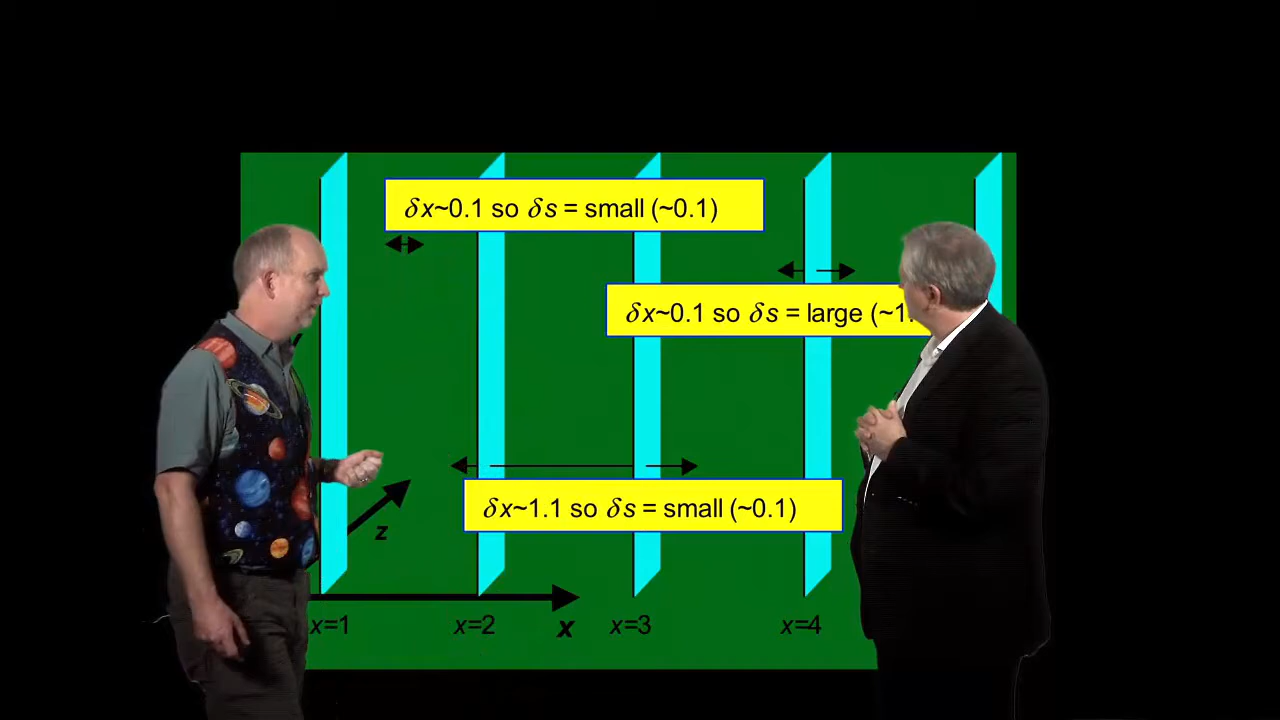 δx~0.1 so δs = small (~0.1)
δx~0.1 so δs = large (~1.
δx~1.1 so δs = small (~0.1)
z
x=1
x=2
x
x=3
x=4